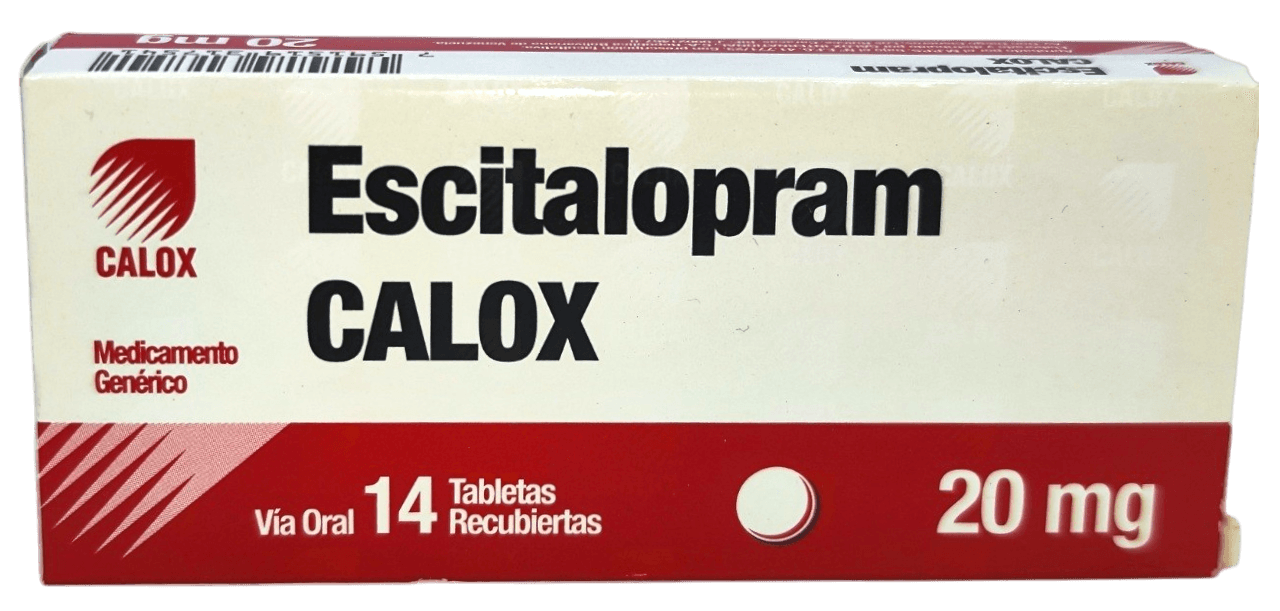 20 mg
Escitalopram
CALOX
CALOX
Medicamento
Genérico
Escitalopram
CALOX
Vía Oral 14 Tabletas
Recubiertas
20 mg